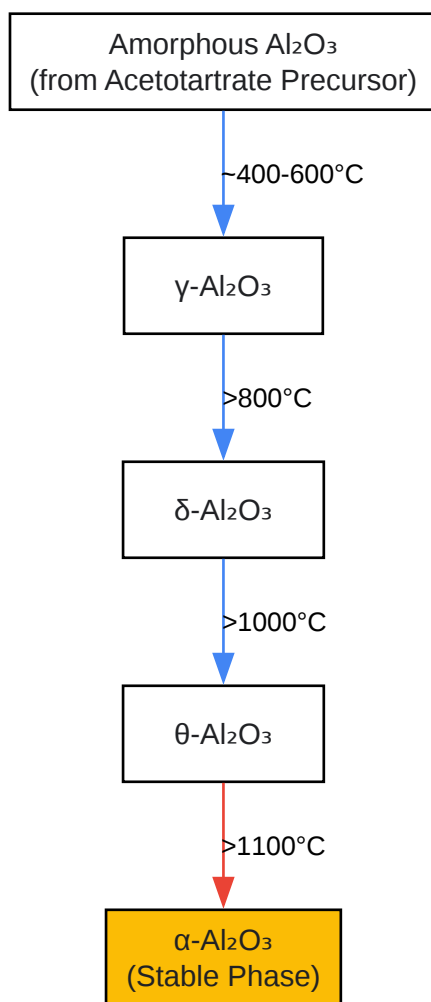 Amorphous Al₂O₃
(from Acetotartrate Precursor)
~400-600°C
γ-Al₂O₃
>800°C
δ-Al₂O₃
>1000°C
θ-Al₂O₃
>1100°C
α-Al₂O₃
(Stable Phase)